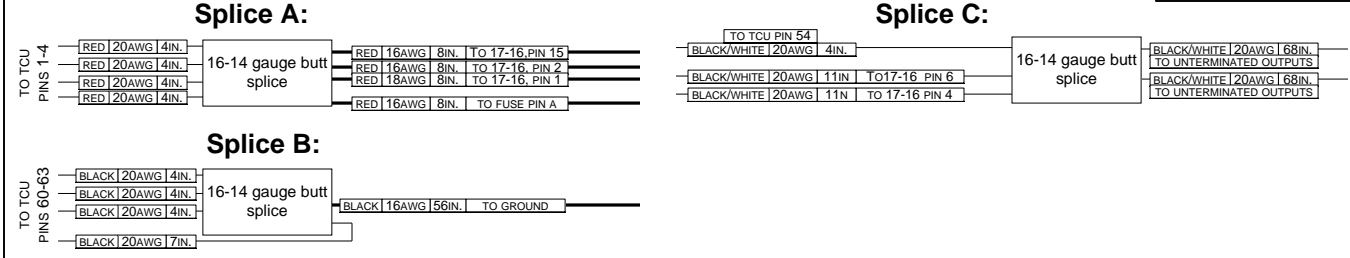 Splice A:
TO TCU
PINS 1-4
RED 20AWG 4IN.
RED 20AWG 4IN.
RED 20AWG 4IN.
RED 20AWG 4IN.
16-14 gauge butt
splice
RED 16AWG 8IN. TO 17-16,PIN 15
RED 16AWG 8IN. TO 17-16, PIN 2
RED 18AWG 8IN. TO 17-16, PIN 1
RED 16AWG 8IN. TO FUSE PIN A
Splice B:
TO TCU
PINS 60-63
BLACK 20AWG 4IN.
BLACK 20AWG 4IN.
BLACK 20AWG 4IN.
BLACK 20AWG 7IN.
16-14 gauge butt
splice
BLACK 16AWG 56IN. TO GROUND
Splice C:
TO TCU PIN 54
BLACK/WHITE 20AWG 4IN.
BLACK/WHITE 20AWG 11IN TO17-16 PIN 6
BLACK/WHITE 20AWG 11N TO 17-16 PIN 4
16-14 gauge butt
splice
BLACK/WHITE 20AWG 68IN.
TO UNTERMINATED OUTPUTS
BLACK/WHITE 20AWG 68IN.
TO UNTERMINATED OUTPUTS